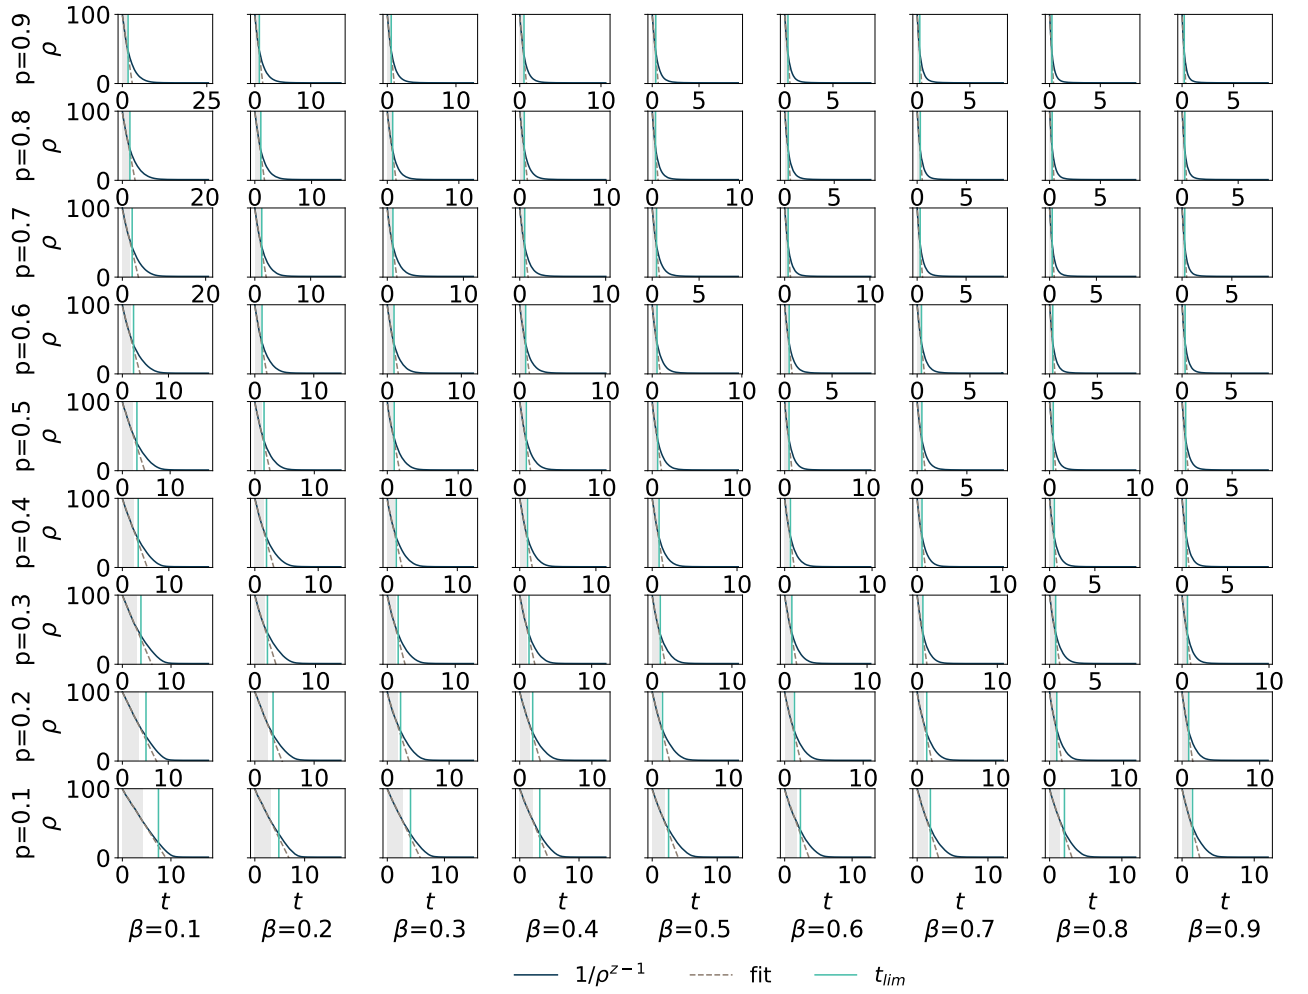 p=0.9 ρ 100 0
0 25 0 10 0 10 0 10 0 5 0 5 0 5 0 5 0 5
p=0.8 ρ 100 0
0 20 0 10 0 10 0 10 0 10 0 5 0 5 0 5 0 5
p=0.7 ρ 100 0
0 20 0 10 0 10 0 10 0 5 0 10 0 5 0 5 0 5
p=0.6 ρ 100 0
0 10 0 10 0 10 0 10 0 10 0 5 0 5 0 5 0 5
p=0.5 ρ 100 0
0 10 0 10 0 10 0 10 0 10 0 10 0 5 0 10 0 5
p=0.4 ρ 100 0
0 10 0 10 0 10 0 10 0 10 0 10 0 10 0 5 0 5
p=0.3 ρ 100 0
0 10 0 10 0 10 0 10 0 10 0 10 0 10 0 5 0 10
p=0.2 ρ 100 0
0 10 0 10 0 10 0 10 0 10 0 10 0 10 0 10 0 10
p=0.1 ρ 100 0
0 10 0 10 0 10 0 10 0 10 0 10 0 10 0 10 0 10
t t t t t t t t t
β=0.1 β=0.2 β=0.3 β=0.4 β=0.5 β=0.6 β=0.7 β=0.8 β=0.9
1/ρ^{z−1} fit t_{lim}